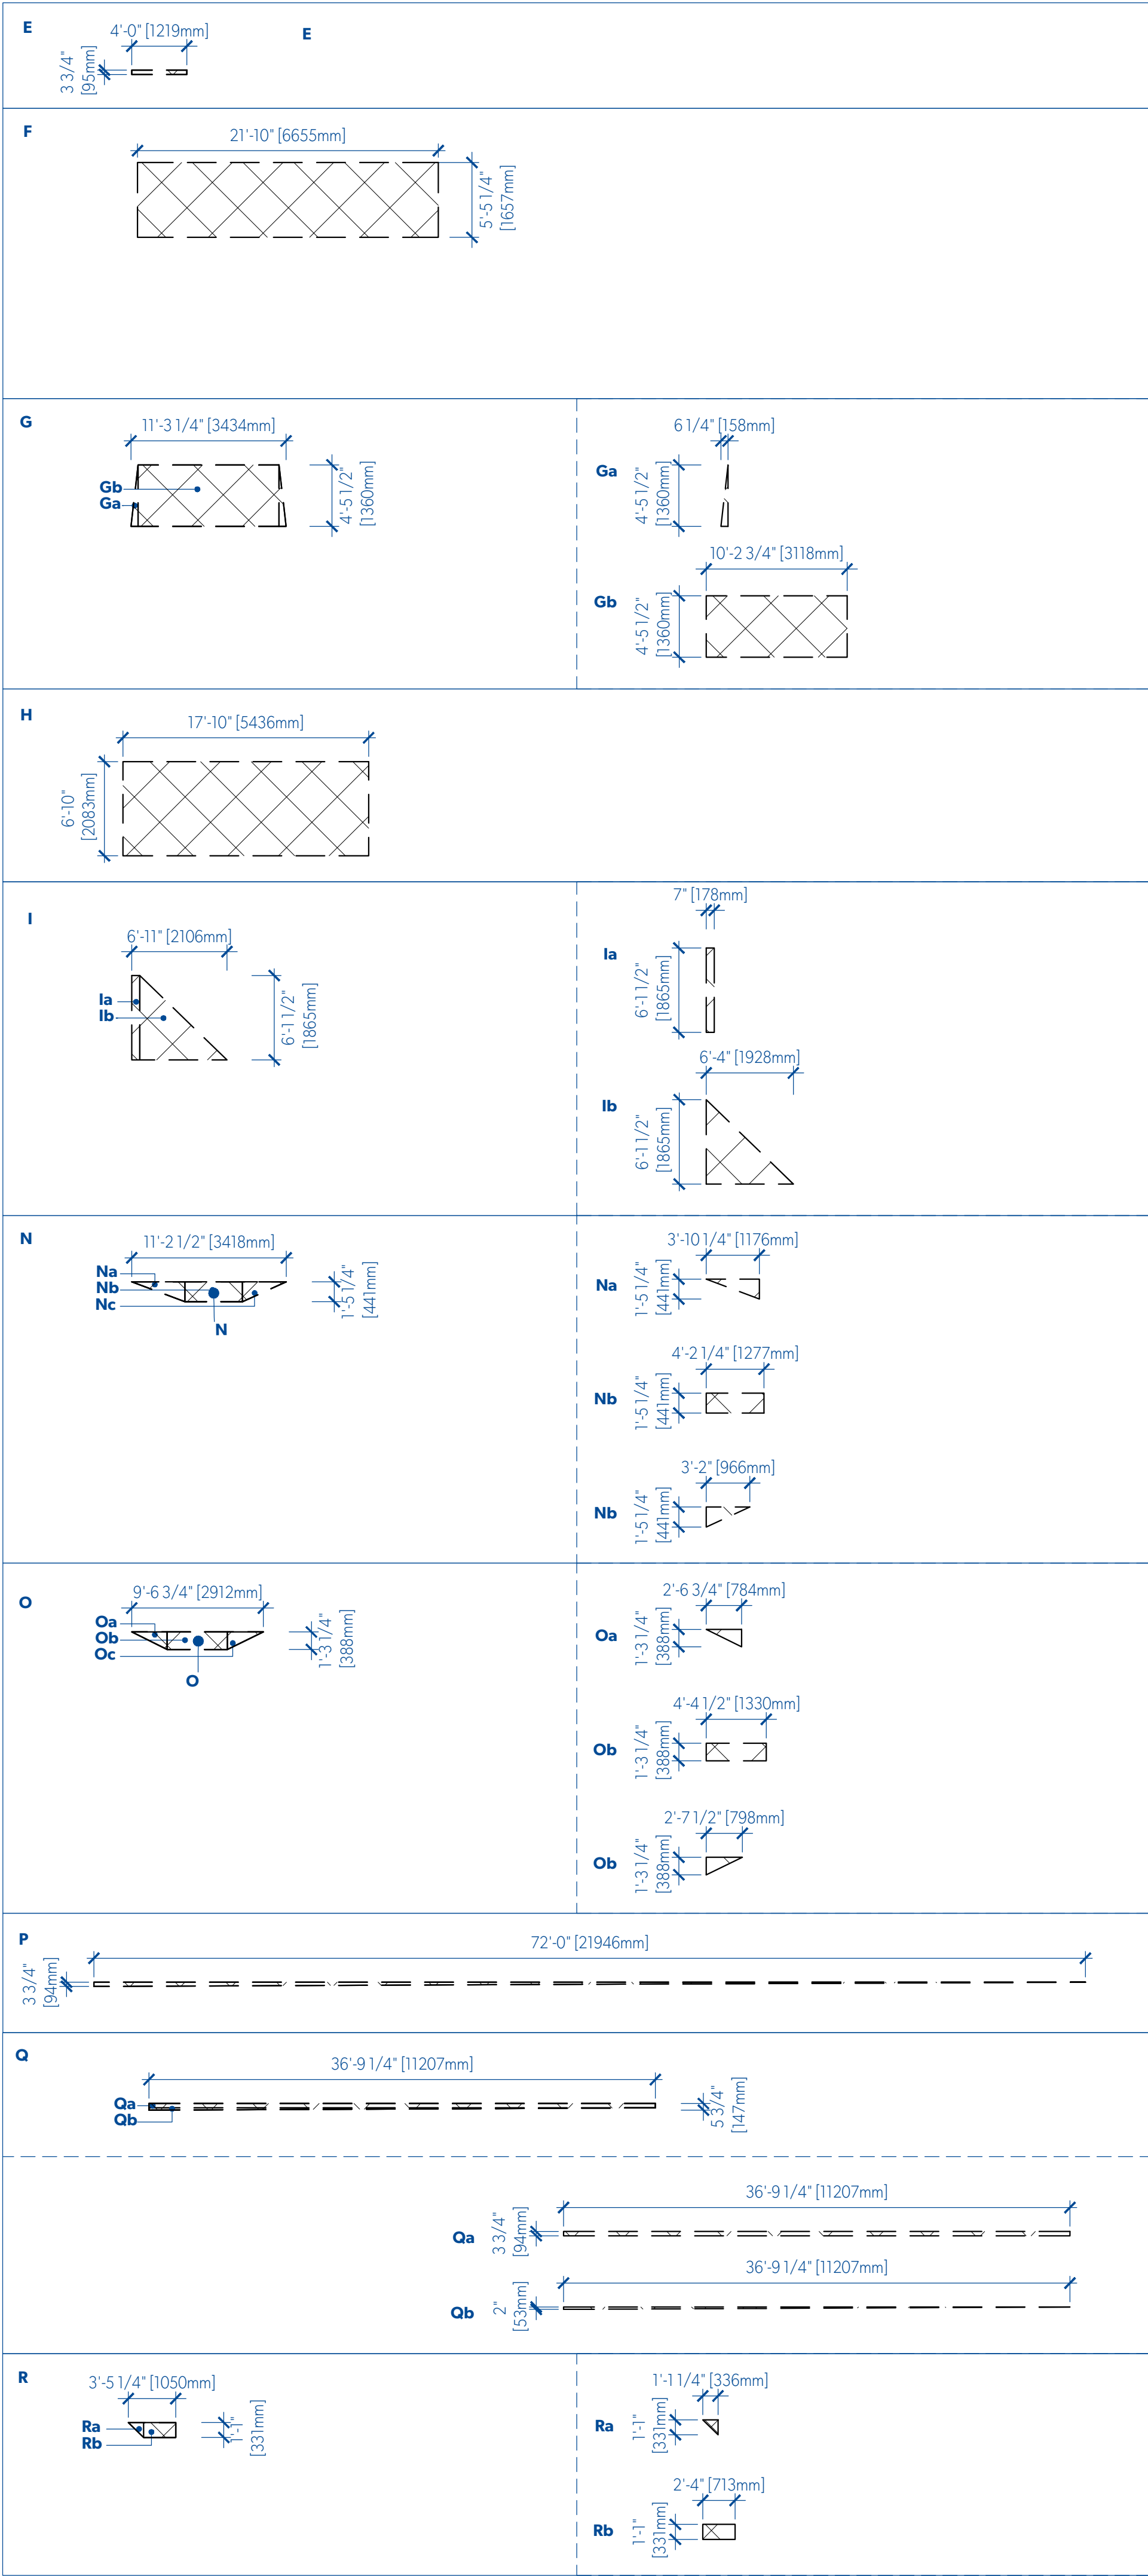 E
4'-0" [1219mm]
E
3 3/4"
[95mm]
F
21'-10" [6655mm]
5'-5 1/4"
[1657mm]
G
11'-3 1/4" [3434mm]
Gb
Ga
4'-5 1/2"
[1360mm]
6 1/4" [158mm]
Ga
4'-5 1/2"
[1360mm]
10'-2 3/4" [3118mm]
Gb
4'-5 1/2"
[1360mm]
H
17'-10" [5436mm]
6'-10"
[2083mm]
I
6'-11" [2106mm]
Ia
Ib
6'-1 1/2"
[1865mm]
7" [178mm]
Ia
6'-1 1/2"
[1865mm]
6'-4" [1928mm]
Ib
6'-1 1/2"
[1865mm]
N
11'-2 1/2" [3418mm]
Na
Nb
Nc
N
1'-5 1/4"
[441mm]
3'-10 1/4" [1176mm]
Na
1'-5 1/4"
[441mm]
4'-2 1/4" [1277mm]
Nb
1'-5 1/4"
[441mm]
3'-2" [966mm]
Nb
1'-5 1/4"
[441mm]
O
9'-6 3/4" [2912mm]
Oa
Ob
Oc
O
1'-3 1/4"
[388mm]
2'-6 3/4" [784mm]
Oa
1'-3 1/4"
[388mm]
4'-4 1/2" [1330mm]
Ob
1'-3 1/4"
[388mm]
2'-7 1/2" [798mm]
Ob
1'-3 1/4"
[388mm]
P
72'-0" [21946mm]
3 3/4"
[94mm]
Q
36'-9 1/4" [11207mm]
Qa
Qb
5 3/4"
[147mm]
36'-9 1/4" [11207mm]
Qa
3 3/4"
[94mm]
36'-9 1/4" [11207mm]
Qb
2"
[53mm]
R
3'-5 1/4" [1050mm]
Ra
Rb
1'-1"
[331mm]
1'-1 1/4" [336mm]
Ra
1'-1"
[331mm]
2'-4" [713mm]
Rb
1'-1"
[331mm]